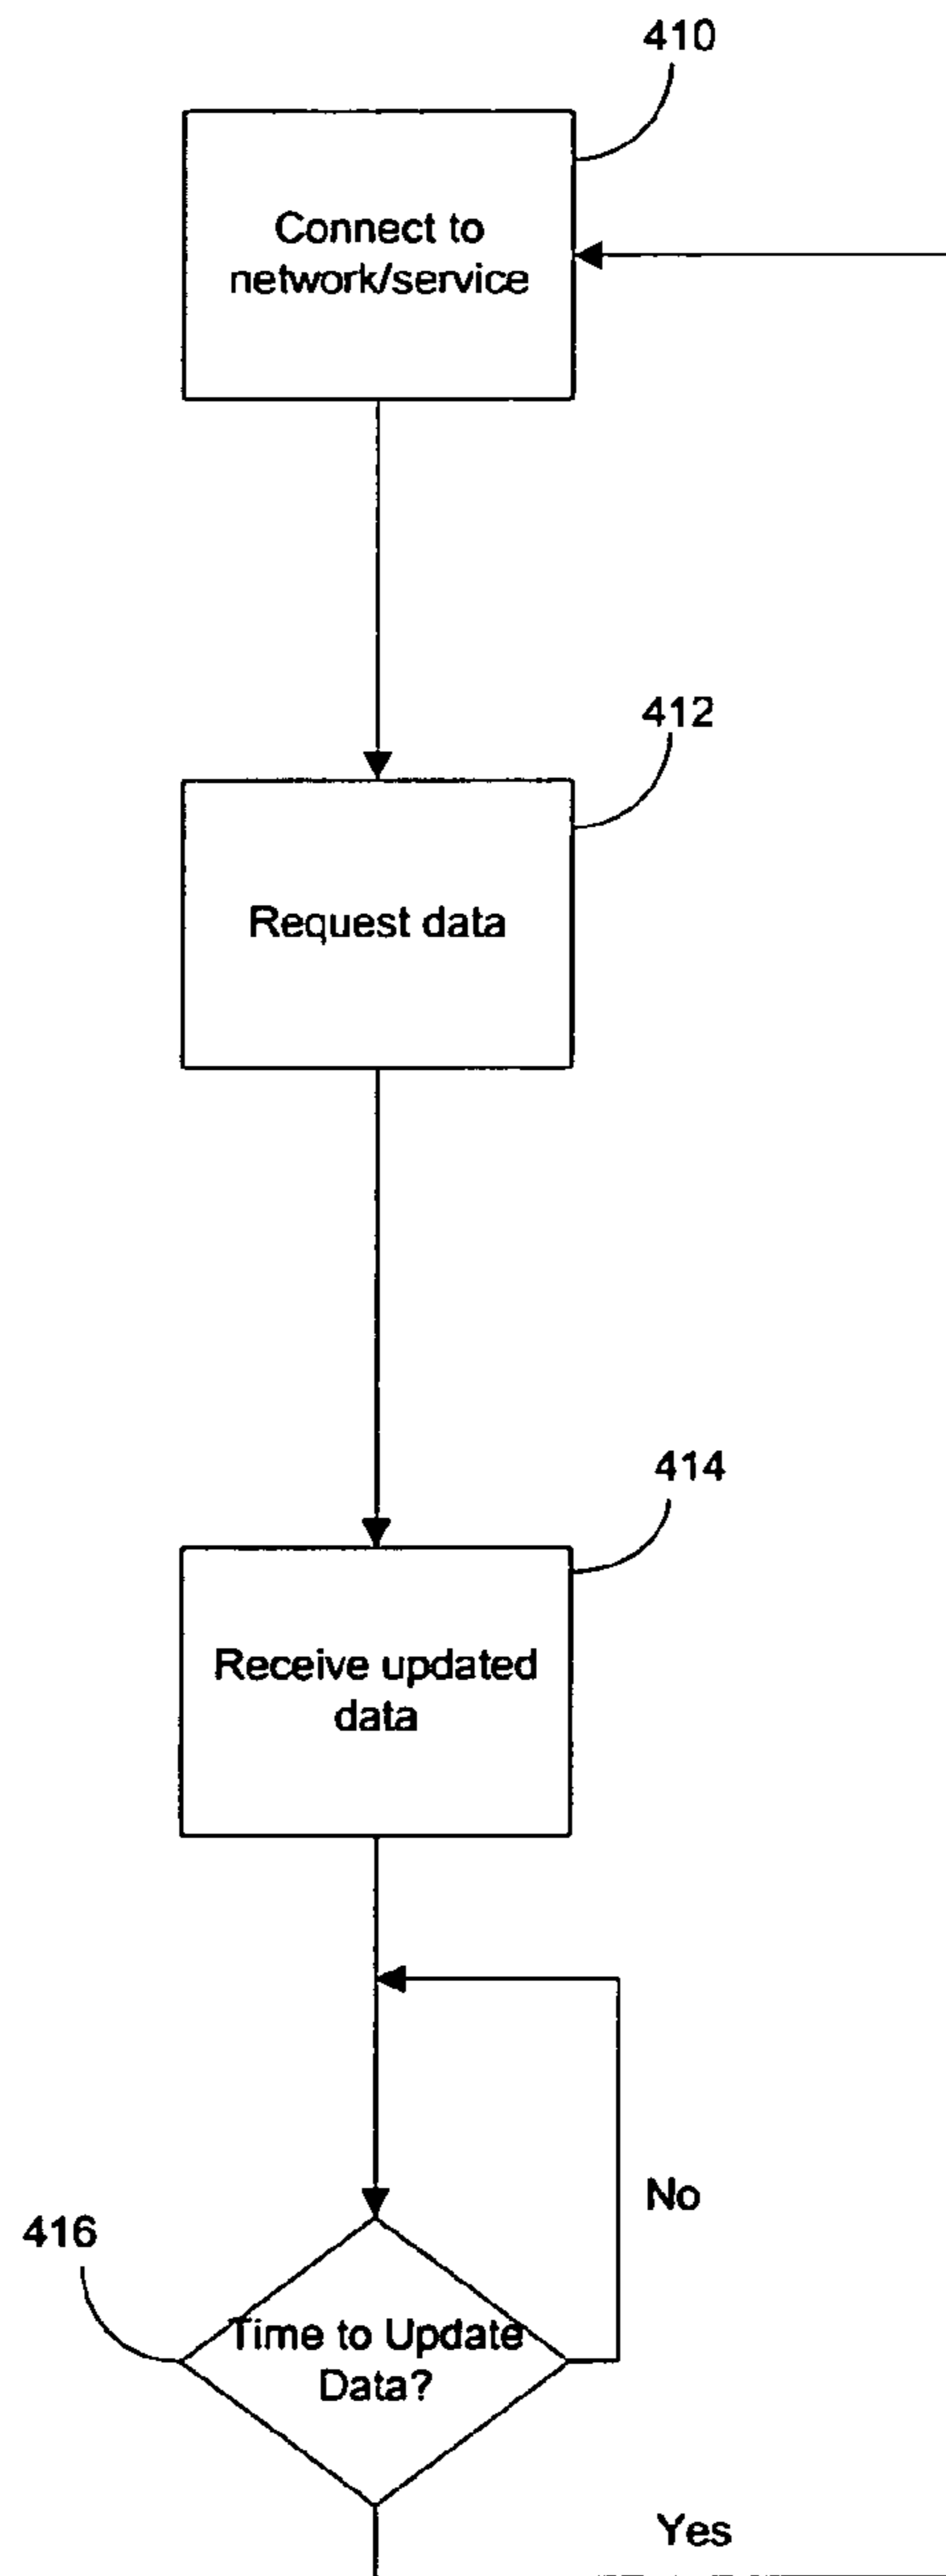 410
Connect to
network/service
412
Request data
414
Receive updated
data
No
416
Time to Update
Data?
Yes